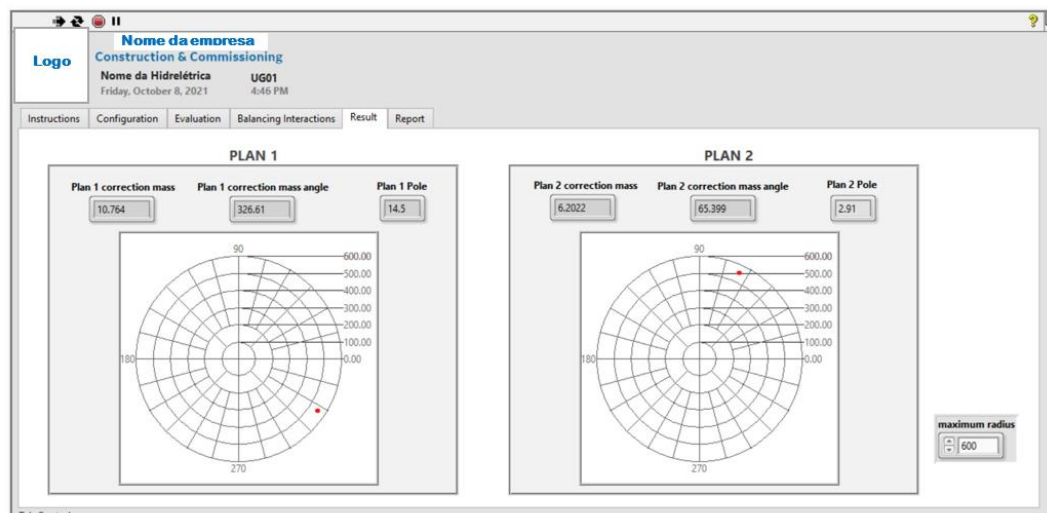 Nome da empresa
Logo
Construction & Commissioning
Nome da Hidrelétrica UG01
Friday, October 8, 2021 4:46 PM
Instructions Configuration Evaluation Balancing Interactions Result Report
PLAN 1
Plan 1 correction mass Plan 1 correction mass angle Plan 1 Pole
10.764 326.61 14.5
90
600.00
500.00
400.00
300.00
200.00
100.00
180 0.00
270
PLAN 2
Plan 2 correction mass Plan 2 correction mass angle Plan 2 Pole
6.2022 65.399 2.91
90
600.00
500.00
400.00
300.00
200.00
100.00
180 0.00
270
maximum radius
600